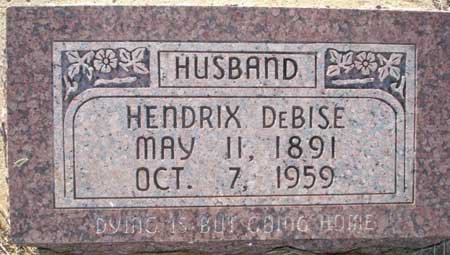 HUSBAND
HENDRIX DEBISE
MAY 11, 1891
OCT. 7, 1959
DYING IS BUT GOING HOME